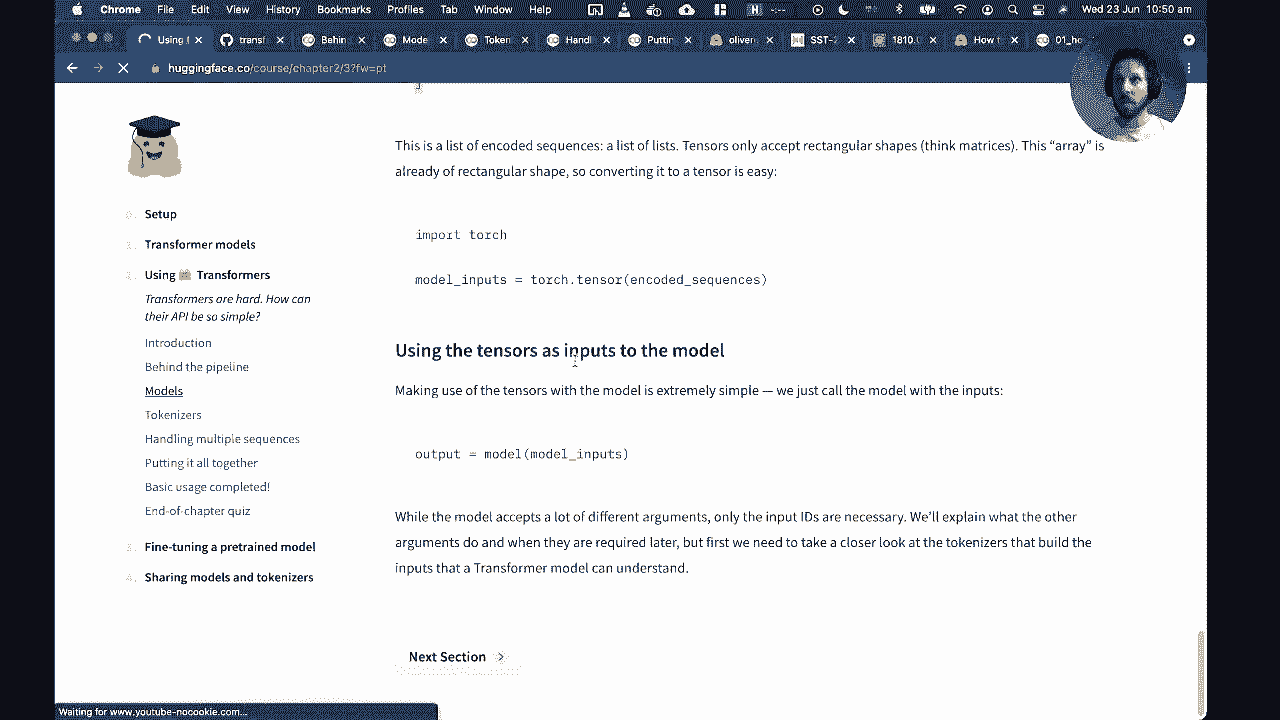 Chrome File Edit View History Bookmarks Profiles Tab Window Help Wed 23 Jun 10:50 am
Using transf Behin Mode Token Handl Puttin oliver SST-2 1810. How t 01_ho
huggingface.co/course/chapter2/3?fw=pt
]
This is a list of encoded sequences: a list of lists. Tensors only accept rectangular shapes (think matrices). This “array” is
already of rectangular shape, so converting it to a tensor is easy:
import torch
model_inputs = torch.tensor(encoded_sequences)
Using the tensors as inputs to the model
Making use of the tensors with the model is extremely simple — we just call the model with the inputs:
output = model(model_inputs)
While the model accepts a lot of different arguments, only the input IDs are necessary. We’ll explain what the other
arguments do and when they are required later, but first we need to take a closer look at the tokenizers that build the
inputs that a Transformer model can understand.
Next Section
Setup
Transformer models
Using 🤗 Transformers
Transformers are hard. How can
their API be so simple?
Introduction
Behind the pipeline
Models
Tokenizers
Handling multiple sequences
Putting it all together
Basic usage completed!
End-of-chapter quiz
Fine-tuning a pretrained model
4. Sharing models and tokenizers
Waiting for www.youtube-nocookie.com...